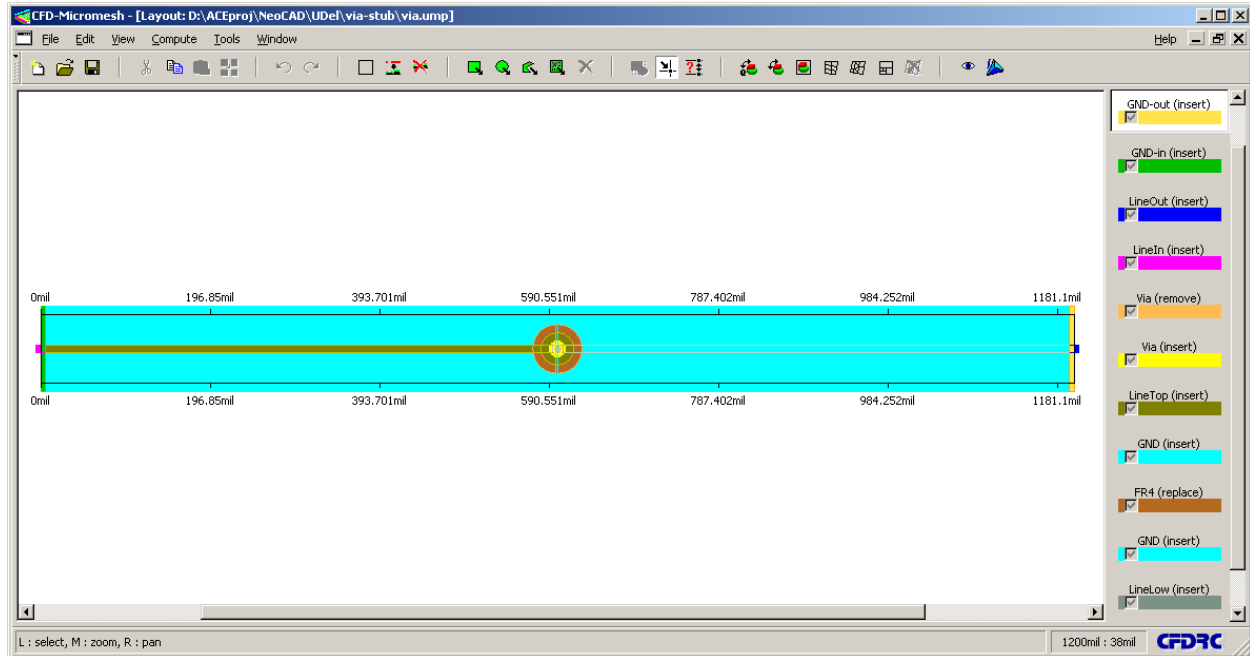 CFD-Micromesh - [Layout: D:\ACEproj\NeoCAD\UDel\via-stub\via.ump]
File Edit View Compute Tools Window Help
GND-out (insert)
GND-in (insert)
LineOut (insert)
LineIn (insert)
0mil 196.85mil 393.701mil 590.551mil 787.402mil 984.252mil 1181.1mil
Via (remove)
Via (insert)
0mil 196.85mil 393.701mil 590.551mil 787.402mil 984.252mil 1181.1mil
LineTop (insert)
GND (insert)
FR4 (replace)
GND (insert)
LineLow (insert)
L : select, M : zoom, R : pan
1200mil : 38mil
CFDRC